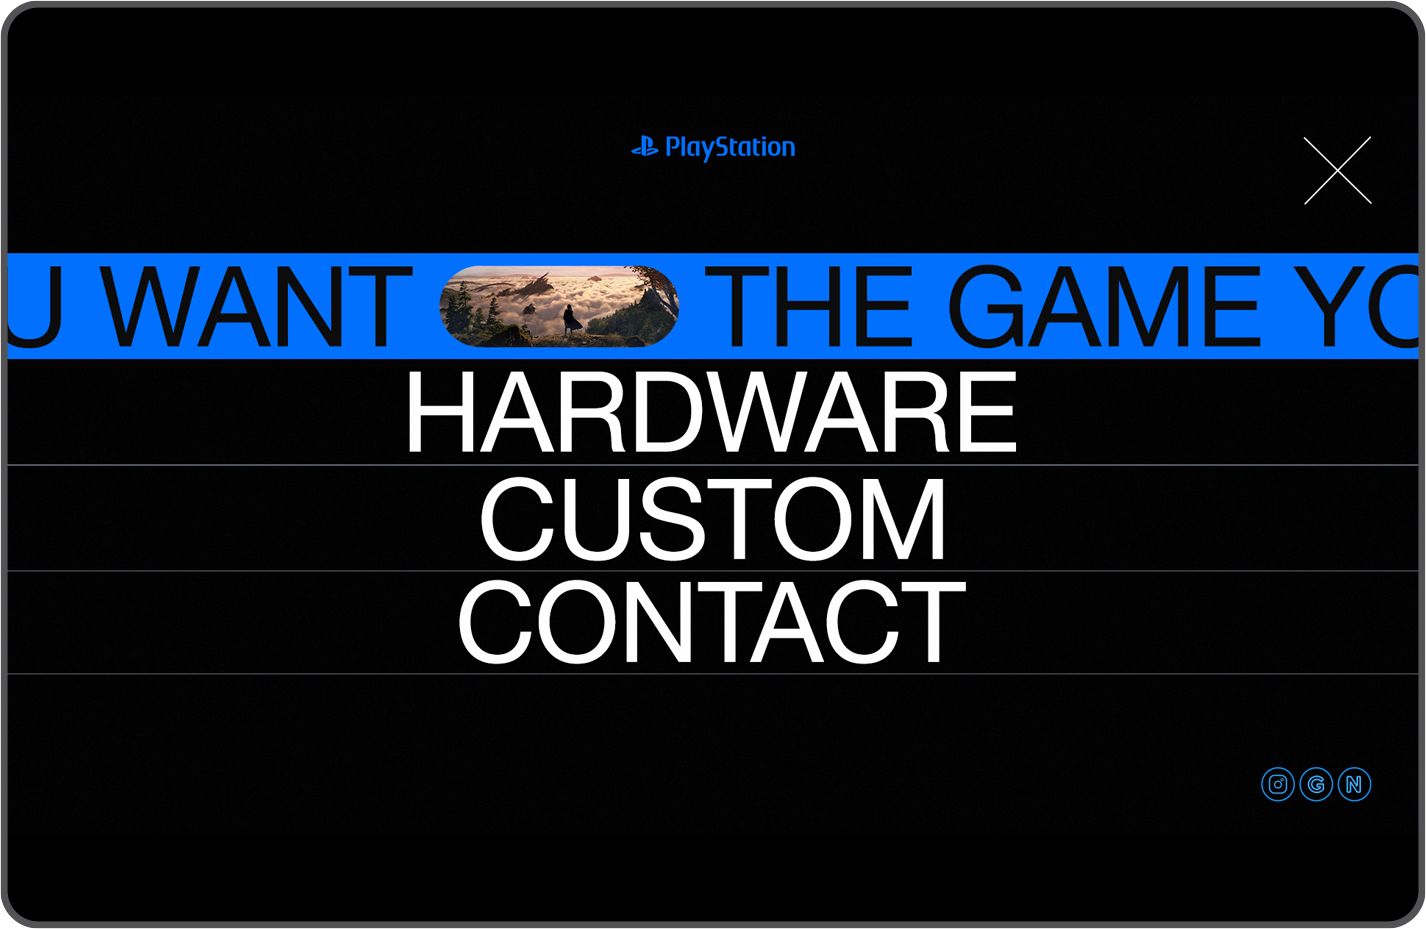 PlayStation
U WANT THE GAME YO
HARDWARE
CUSTOM
CONTACT
G N